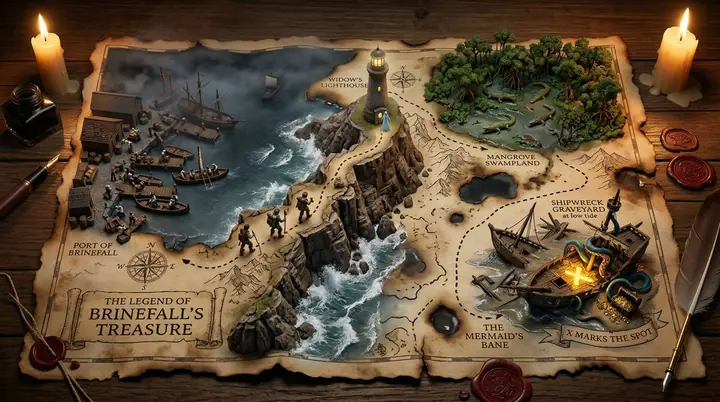 WIDOW'S
LIGHTHOUSE
MANGROVE
SWAMPLAND
SHIPWRECK
GRAVEYARD
at low tide
PORT OF
BRINEFALL
N
W
E
S
THE LEGEND OF
BRINEFALL'S
TREASURE
X
THE
MERMAID'S
BANE
X MARKS THE SPOT